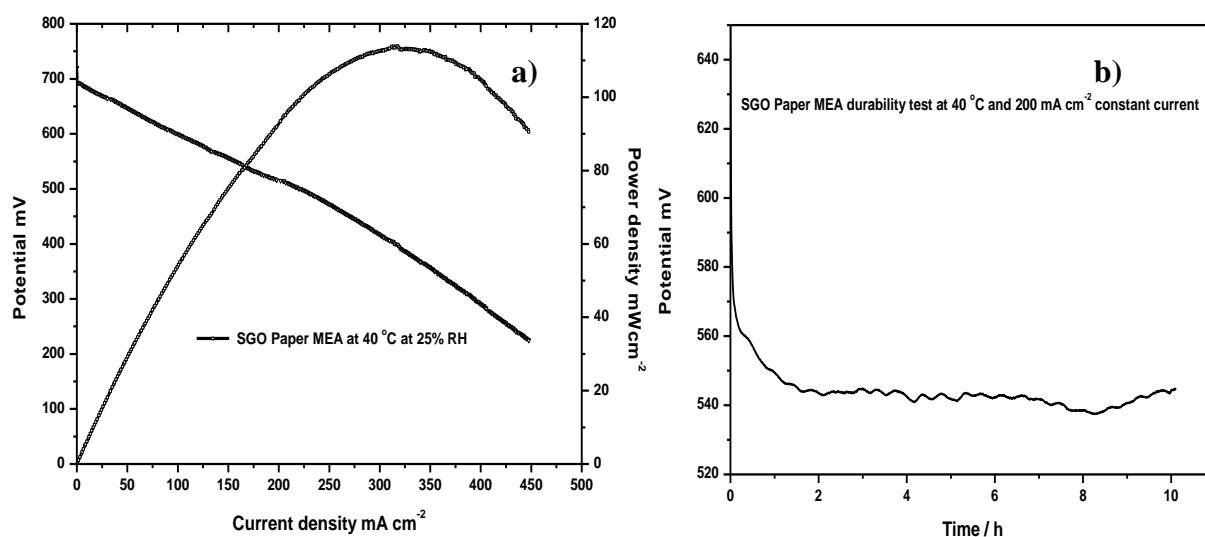 a)
800
700
600
500
400
300
200
100
0
Potential mV
0 50 100 150 200 250 300 350 400 450 500
Current density mA cm-2
120
100
80
60
40
20
0
Power density mWcm-2
SGO Paper MEA at 40 °C at 25% RH
b)
SGO Paper MEA durability test at 40 °C and 200 mA cm-2 constant current
640
620
600
580
560
540
520
Potential mV
0 2 4 6 8 10
Time / h